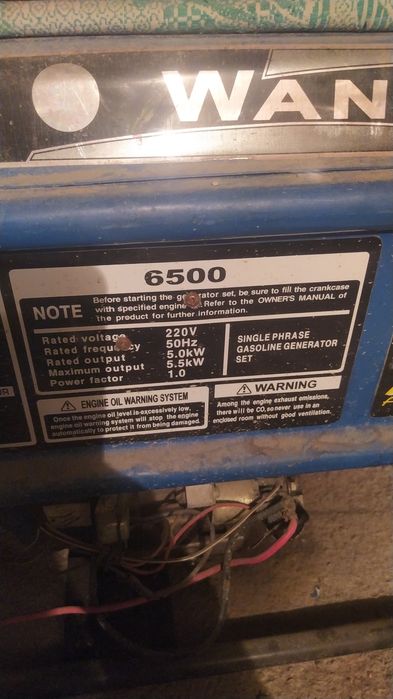 WAN
6500
NOTE
Before starting the generator set, be sure to fill the crankcase
with specified engine Refer to the OWNER'S MANUAL of
the product for further information.
Rated voltage 220V
Rated frequency 50Hz
Rated output 5.0kW
Maximum output 5.5kW
Power factor 1.0
SINGLE PHRASE
GASOLINE GENERATOR
SET
ENGINE OIL WARNING SYSTEM
Once the engine oil level is excessively low,
engine oil warning system will stop the engine
automatically to protect it from being damaged.
WARNING
Among the engine exhaust emissions,
there will be CO, so never use in an
enclosed room without good ventilation.